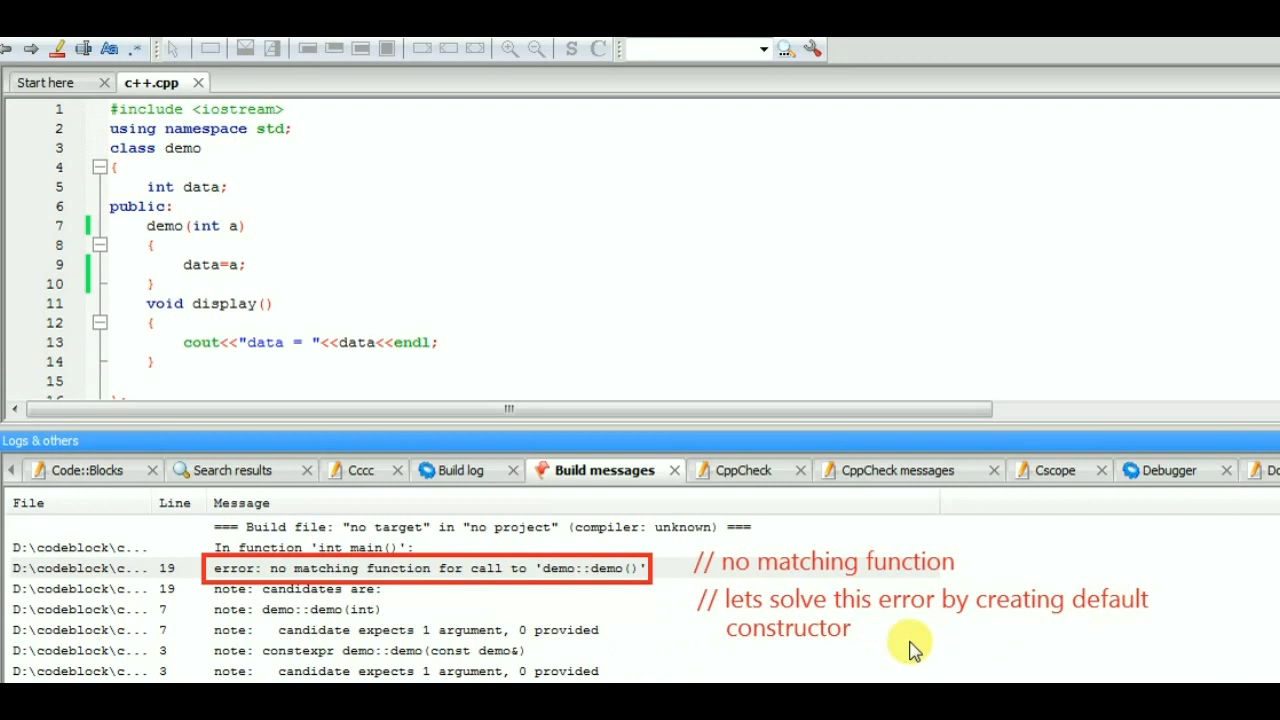 Start here
c++.cpp
1 #include <iostream>
2 using namespace std;
3 class demo
4 {
5 int data;
6 public:
7 demo(int a)
8 {
9 data=a;
10 }
11 void display()
12 {
13 cout<<"data = "<<data<<endl;
14 }
15
Logs & others
Code::Blocks Search results Cccc Build log Build messages CppCheck CppCheck messages Cscope Debugger
File Line Message
=== Build file: "no target" in "no project" (compiler: unknown) ===
D:\codeblock\c... In function 'int main()':
D:\codeblock\c... 19 error: no matching function for call to 'demo::demo()'
// no matching function
D:\codeblock\c... 19 note: candidates are:
// lets solve this error by creating default
D:\codeblock\c... 7 note: demo::demo(int)
constructor
D:\codeblock\c... 7 note: candidate expects 1 argument, 0 provided
D:\codeblock\c... 3 note: constexpr demo::demo(const demo&)
D:\codeblock\c... 3 note: candidate expects 1 argument, 0 provided